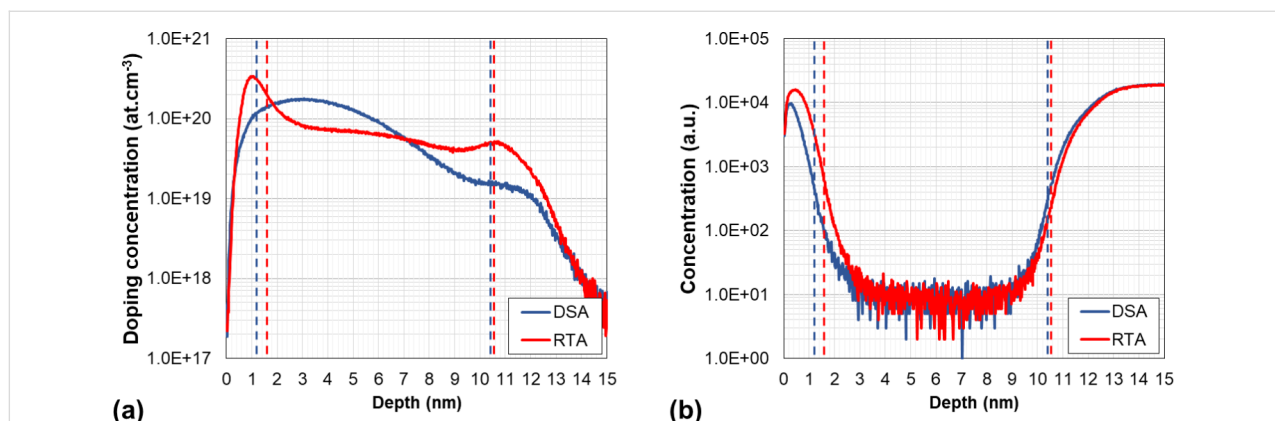 Doping concentration (at.cm-3)
1.0E+21
1.0E+20
1.0E+19
1.0E+18
1.0E+17
DSA
RTA
0 1 2 3 4 5 6 7 8 9 10 11 12 13 14 15
Depth (nm)
(a)
Concentration (a.u.)
1.0E+05
1.0E+04
1.0E+03
1.0E+02
1.0E+01
1.0E+00
DSA
RTA
0 1 2 3 4 5 6 7 8 9 10 11 12 13 14 15
Depth (nm)
(b)